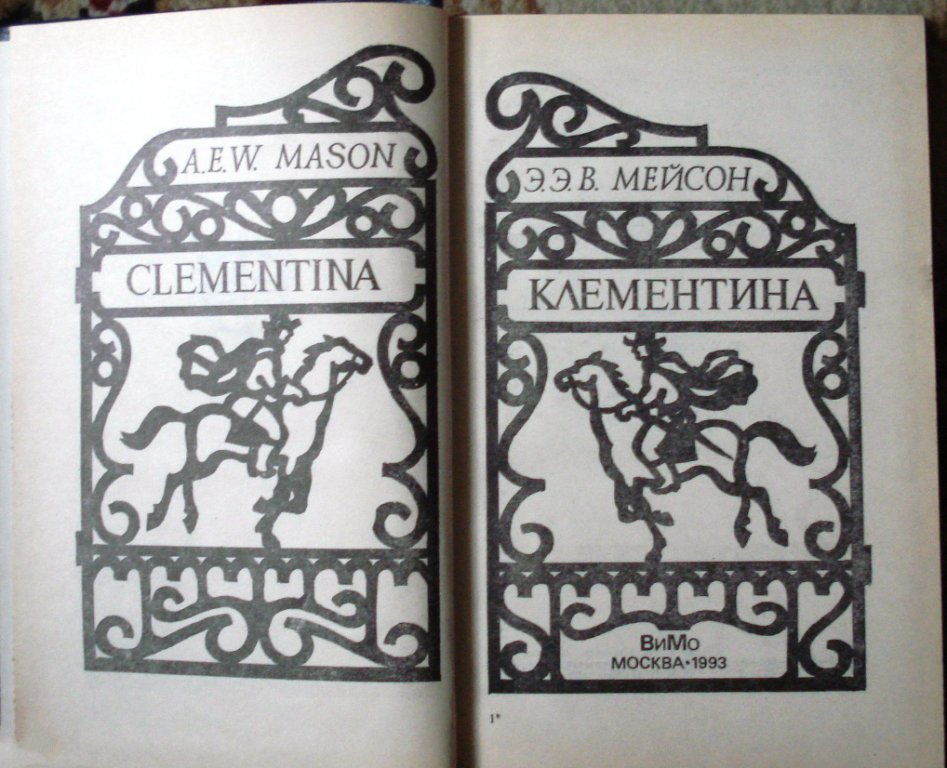 A.E.W. MASON
CLEMENTINA
Э.Э.В. МЕЙСОН
КЛЕМЕНТИНА
ВиМо
МОСКВА•1993
1*